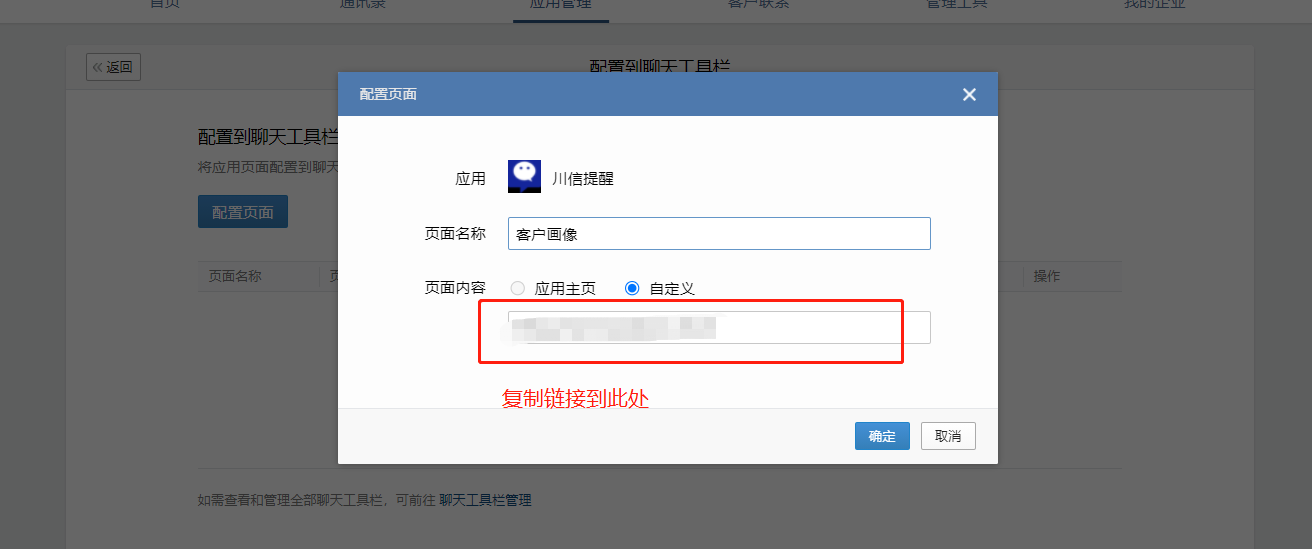 首页 通讯录 应用管理 客户联系 管理工具 我的企业
返回
配置到聊天工具栏
配置页面
配置到聊天工具栏
将应用页面配置到聊天
配置页面
应用 川信提醒
页面名称 客户画像
页面内容 应用主页 自定义
页面名称
操作
复制链接到此处
确定 取消
如需查看和管理全部聊天工具栏，可前往 聊天工具栏管理